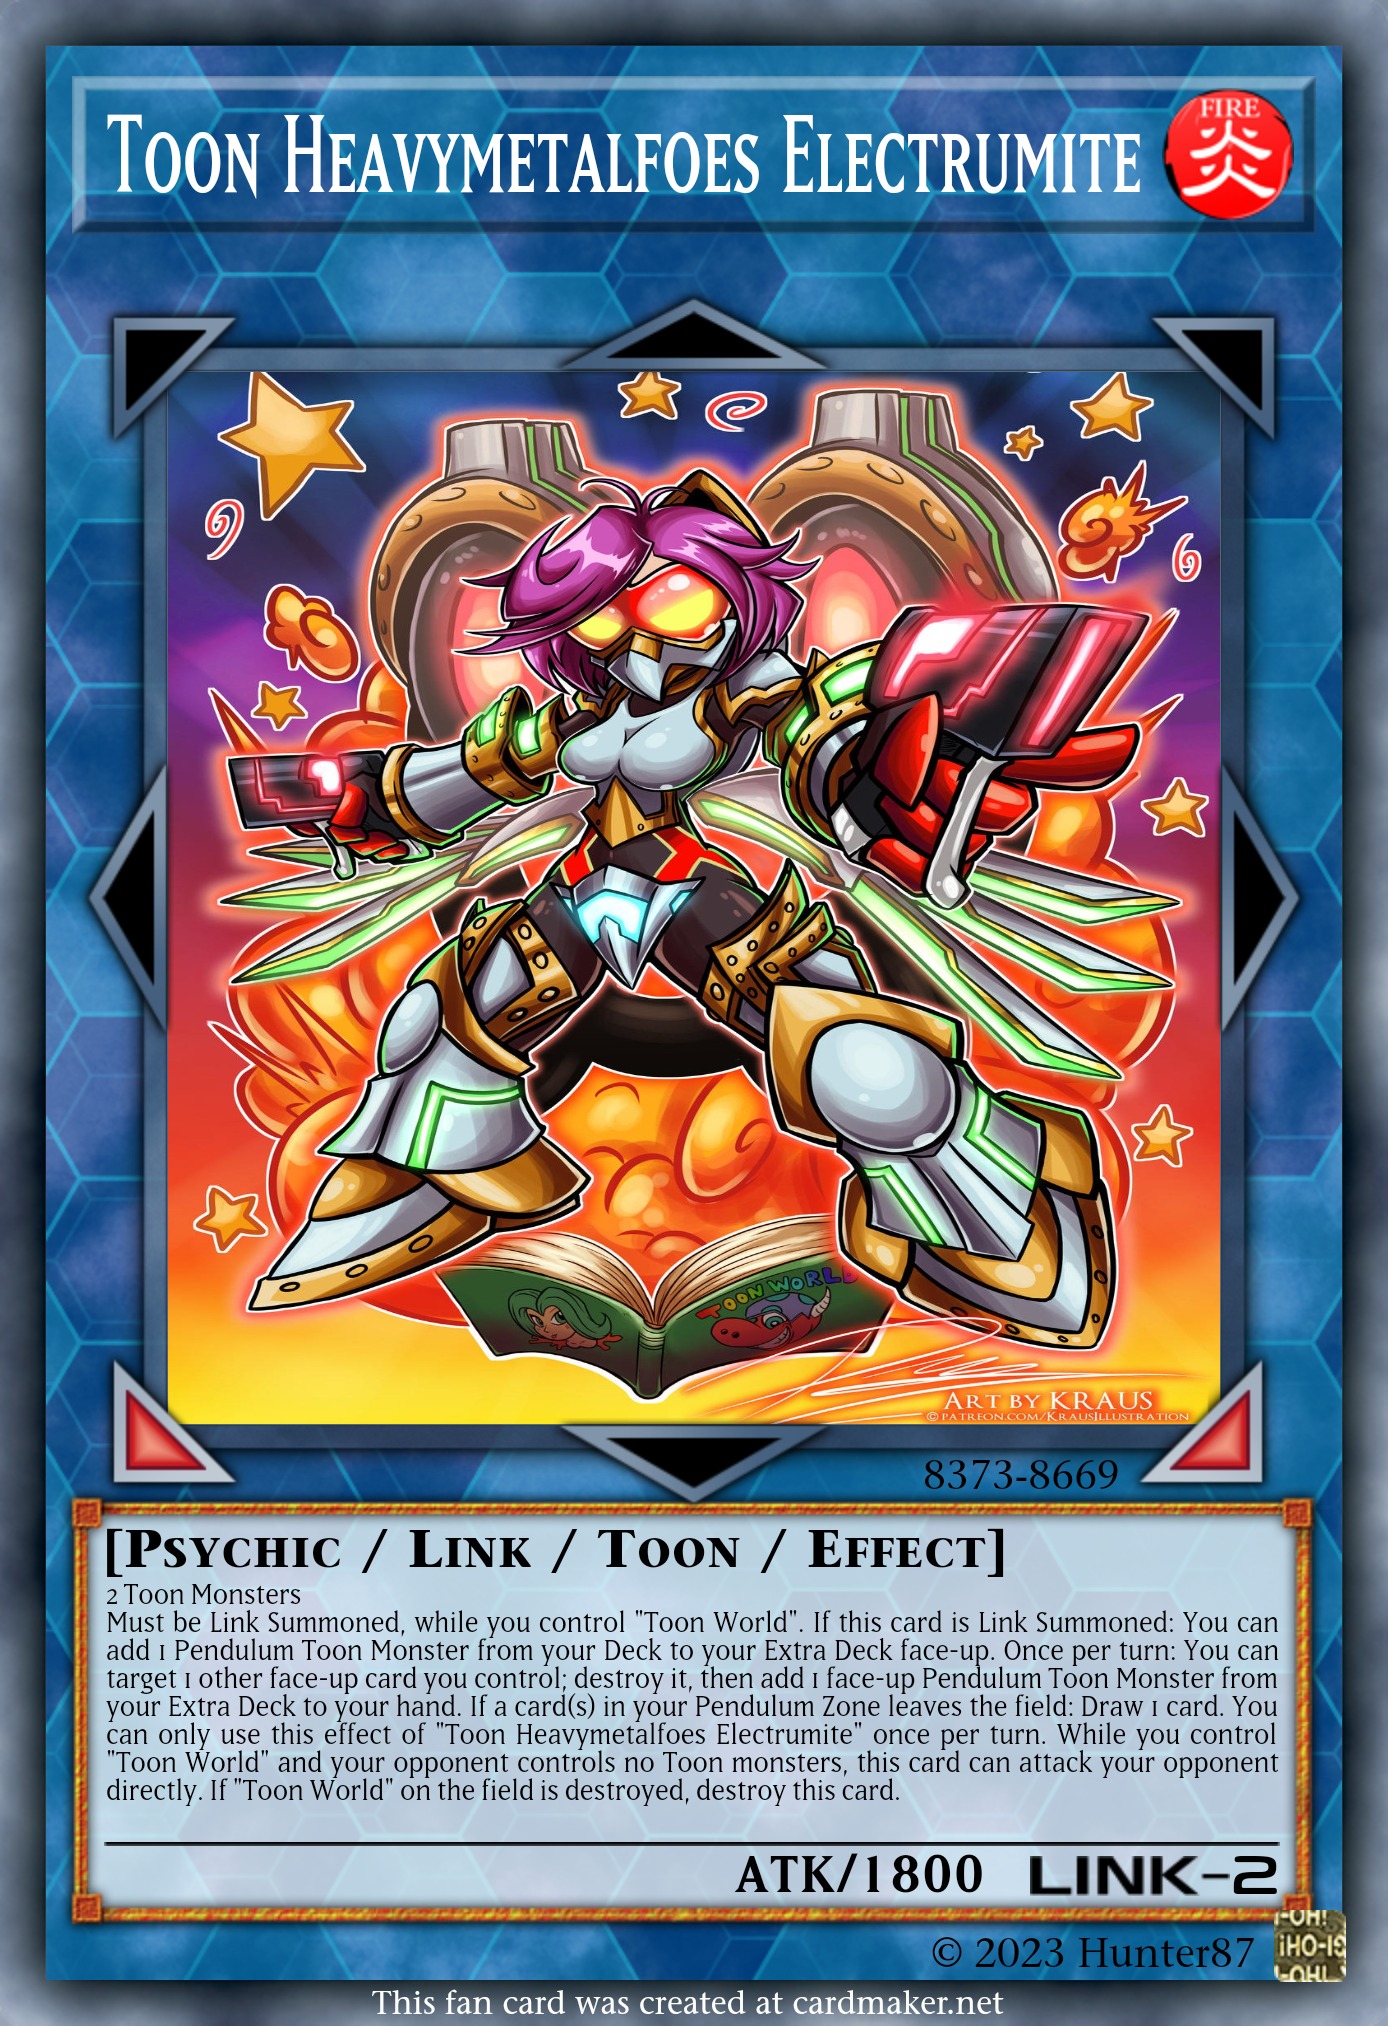 Toon Heavymetalfoes Electrumite
FIRE
炎
TOON WORLD
Art by Kraus
© patreon.com/KrausIllustration
8373-8669
[Psychic / Link / Toon / Effect]
2 Toon Monsters
Must be Link Summoned, while you control "Toon World". If this card is Link Summoned: You can
add 1 Pendulum Toon Monster from your Deck to your Extra Deck face-up. Once per turn: You can
target 1 other face-up card you control; destroy it, then add 1 face-up Pendulum Toon Monster from
your Extra Deck to your hand. If a card(s) in your Pendulum Zone leaves the field: Draw 1 card. You
can only use this effect of "Toon Heavymetalfoes Electrumite" once per turn. While you control
"Toon World" and your opponent controls no Toon monsters, this card can attack your opponent
directly. If "Toon World" on the field is destroyed, destroy this card.
ATK/1800 LINK-2
© 2023 Hunter87
This fan card was created at cardmaker.net